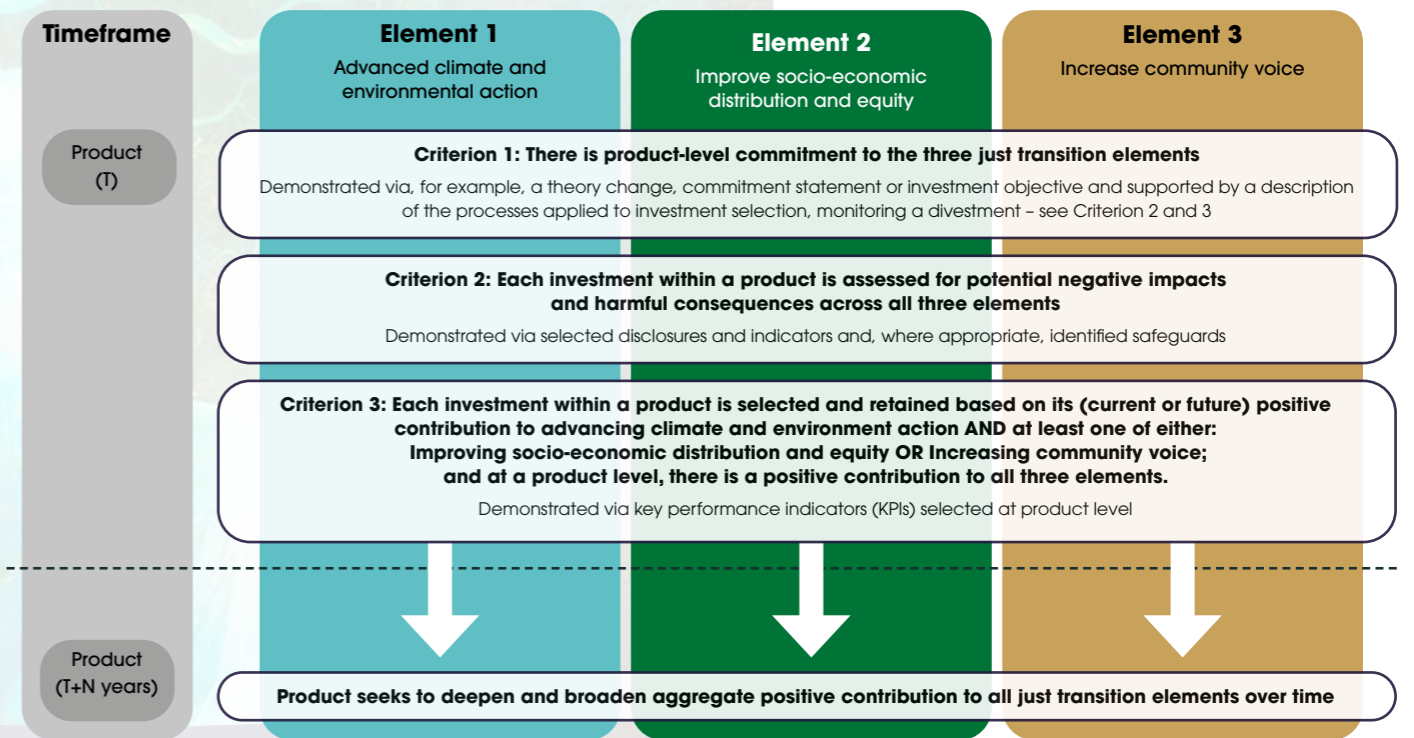 Timeframe
Element 1
Advanced climate and
environmental action
Element 2
Improve socio-economic
distribution and equity
Element 3
Increase community voice
Product
(T)
Criterion 1: There is product-level commitment to the three just transition elements
Demonstrated via, for example, a theory change, commitment statement or investment objective and supported by a description
of the processes applied to investment selection, monitoring a divestment – see Criterion 2 and 3
Criterion 2: Each investment within a product is assessed for potential negative impacts
and harmful consequences across all three elements
Demonstrated via selected disclosures and indicators and, where appropriate, identified safeguards
Criterion 3: Each investment within a product is selected and retained based on its (current or future) positive
contribution to advancing climate and environment action AND at least one of either:
Improving socio-economic distribution and equity OR Increasing community voice;
and at a product level, there is a positive contribution to all three elements.
Demonstrated via key performance indicators (KPIs) selected at product level
Product
(T+N years)
Product seeks to deepen and broaden aggregate positive contribution to all just transition elements over time